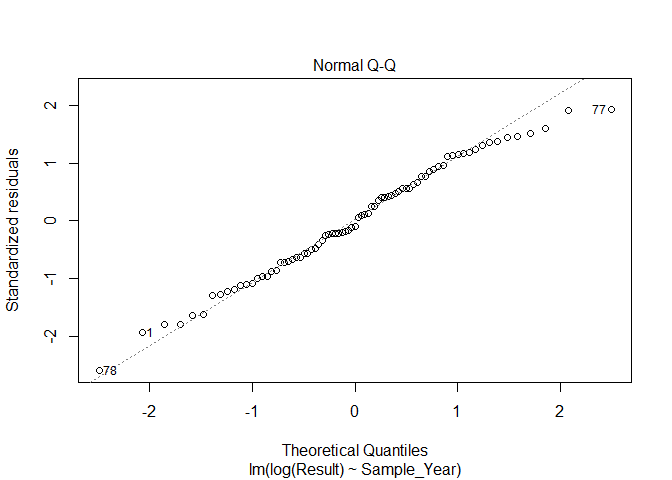 Normal Q-Q
Standardized residuals
2
1
0
-1
-2
77
1
78
-2 -1 0 1 2
Theoretical Quantiles
lm(log(Result) ~ Sample_Year)